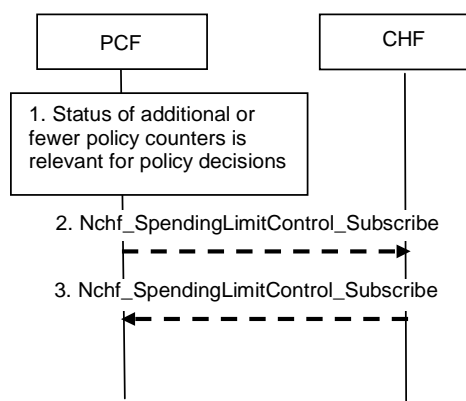 PCF
CHF
1. Status of additional or
fewer policy counters is
relevant for policy decisions
2. Nchf_SpendingLimitControl_Subscribe
3. Nchf_SpendingLimitControl_Subscribe